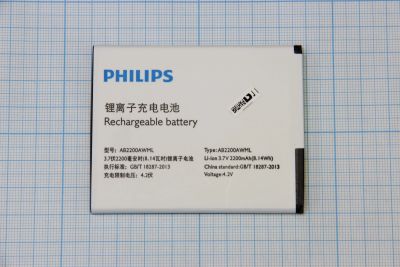 PHILIPS
锂离子充电电池
Rechargeable battery
型号: AB2200AWML
3.7伏2200毫安时(8.14瓦时)锂离子电池
执行标准: GB/T 18287-2013
充电限制电压: 4.2伏
Type: AB2200AWML
Li-ion 3.7V 2200mAh(8.14Wh)
China standard: GB/T 18287-2013
Voltage: 4.2V